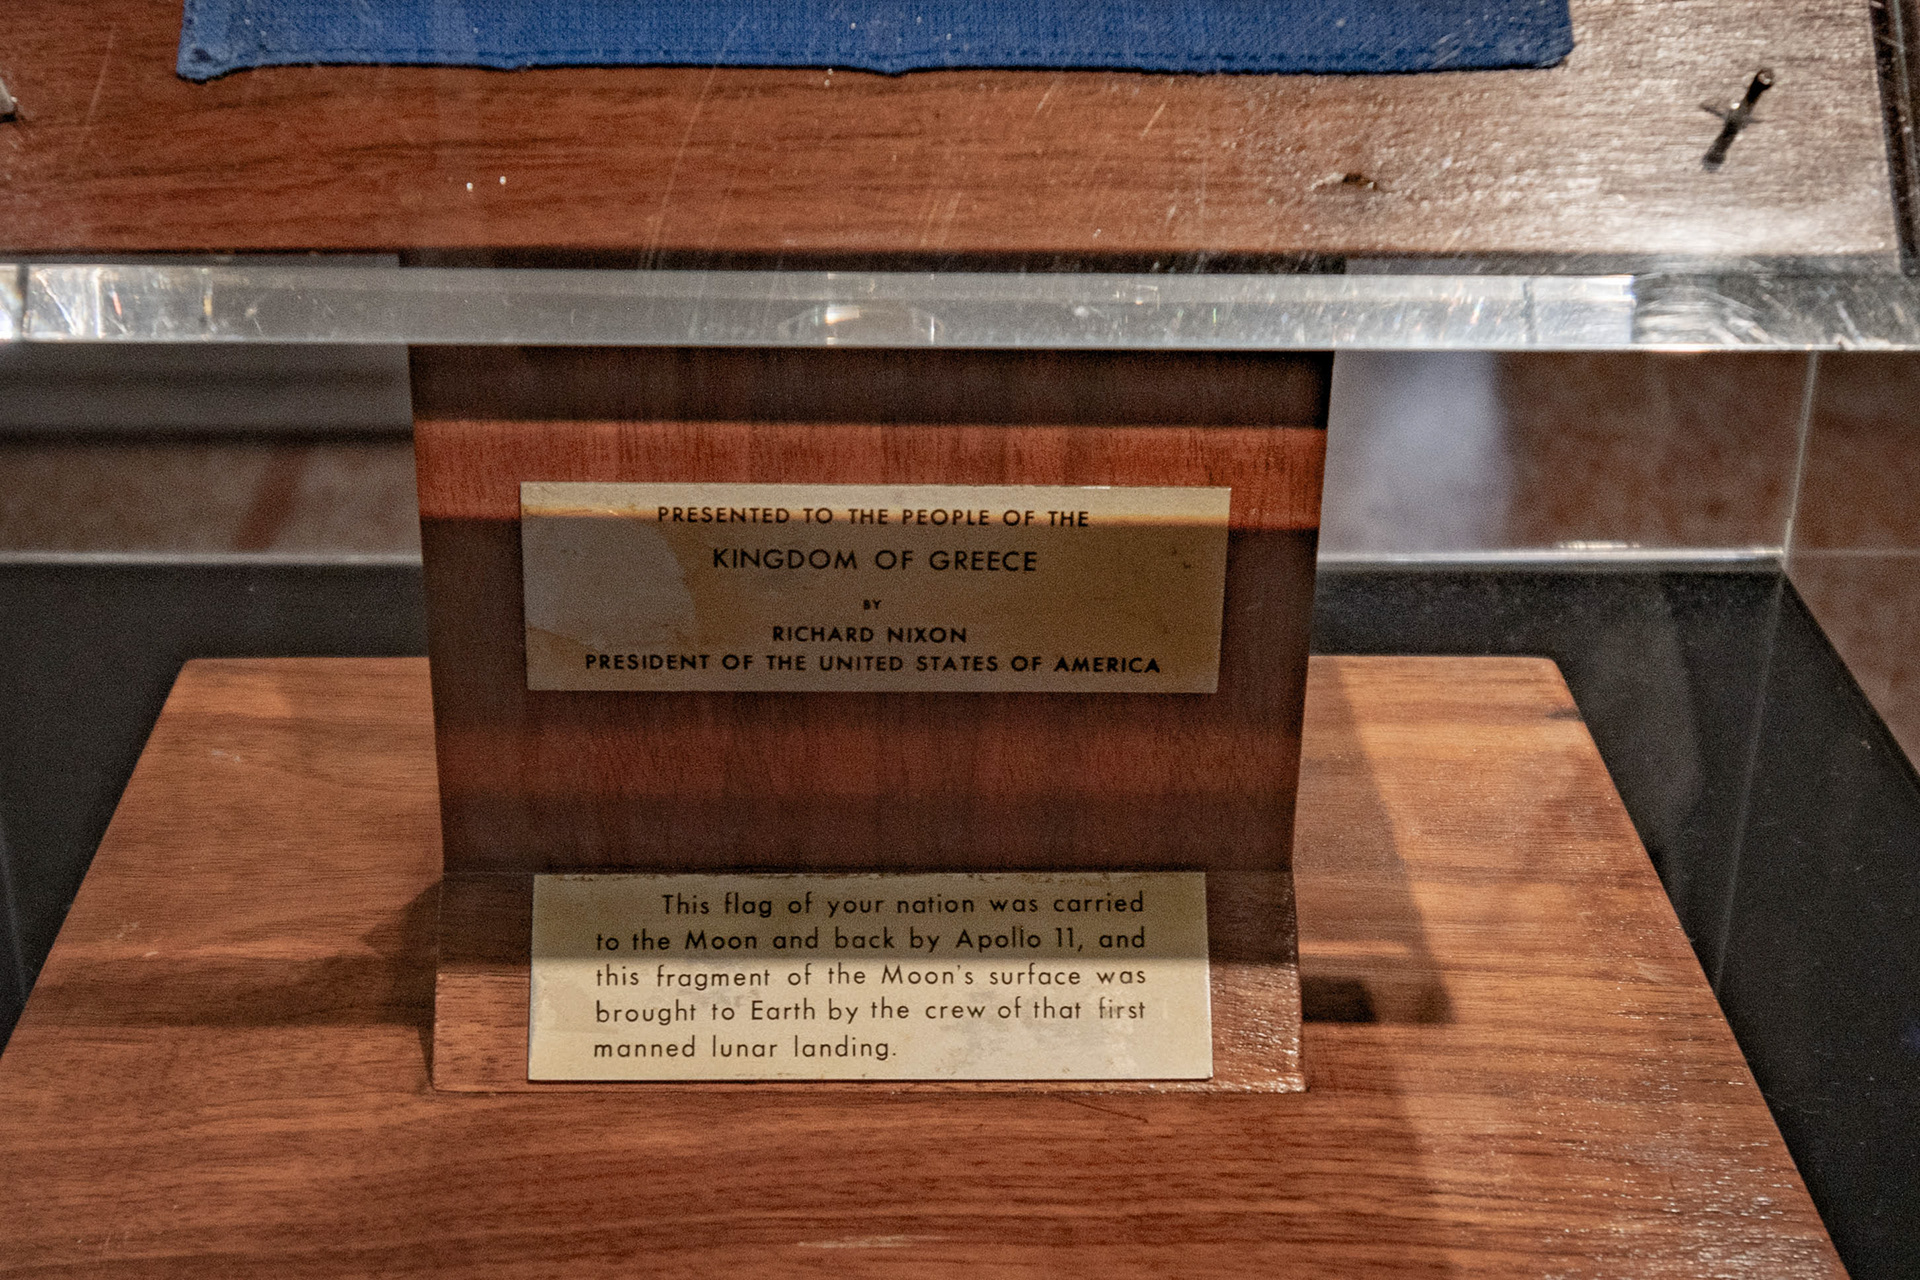 PRESENTED TO THE PEOPLE OF THE
KINGDOM OF GREECE
BY
RICHARD NIXON
PRESIDENT OF THE UNITED STATES OF AMERICA
This flag of your nation was carried
to the Moon and back by Apollo 11, and
this fragment of the Moon's surface was
brought to Earth by the crew of that first
manned lunar landing.